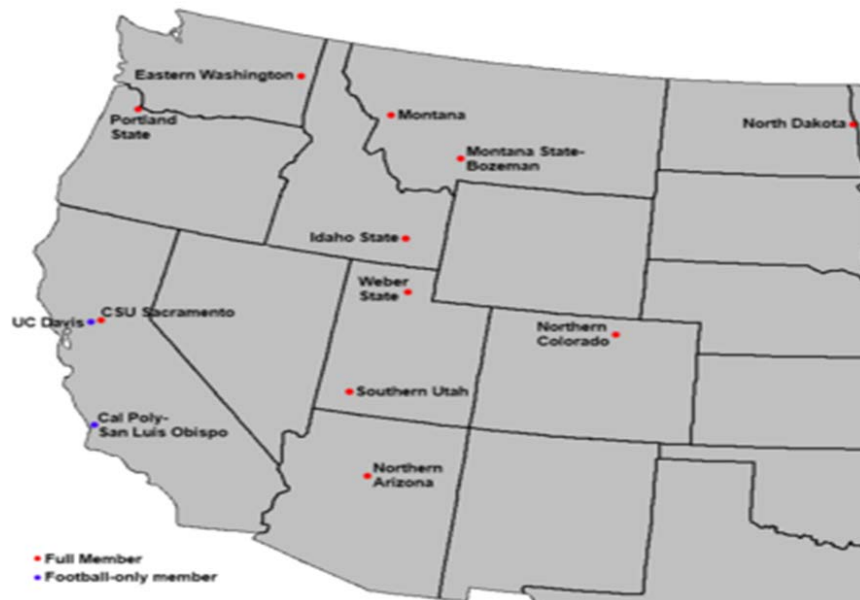 Eastern Washington
Portland
State
Montana
North Dakota
Montana State-
Bozeman
Idaho State
Weber
State
CSU Sacramento
UC Davis
Northern
Colorado
Southern Utah
Cal Poly-
San Luis Obispo
Northern
Arizona
Full Member
Football-only member